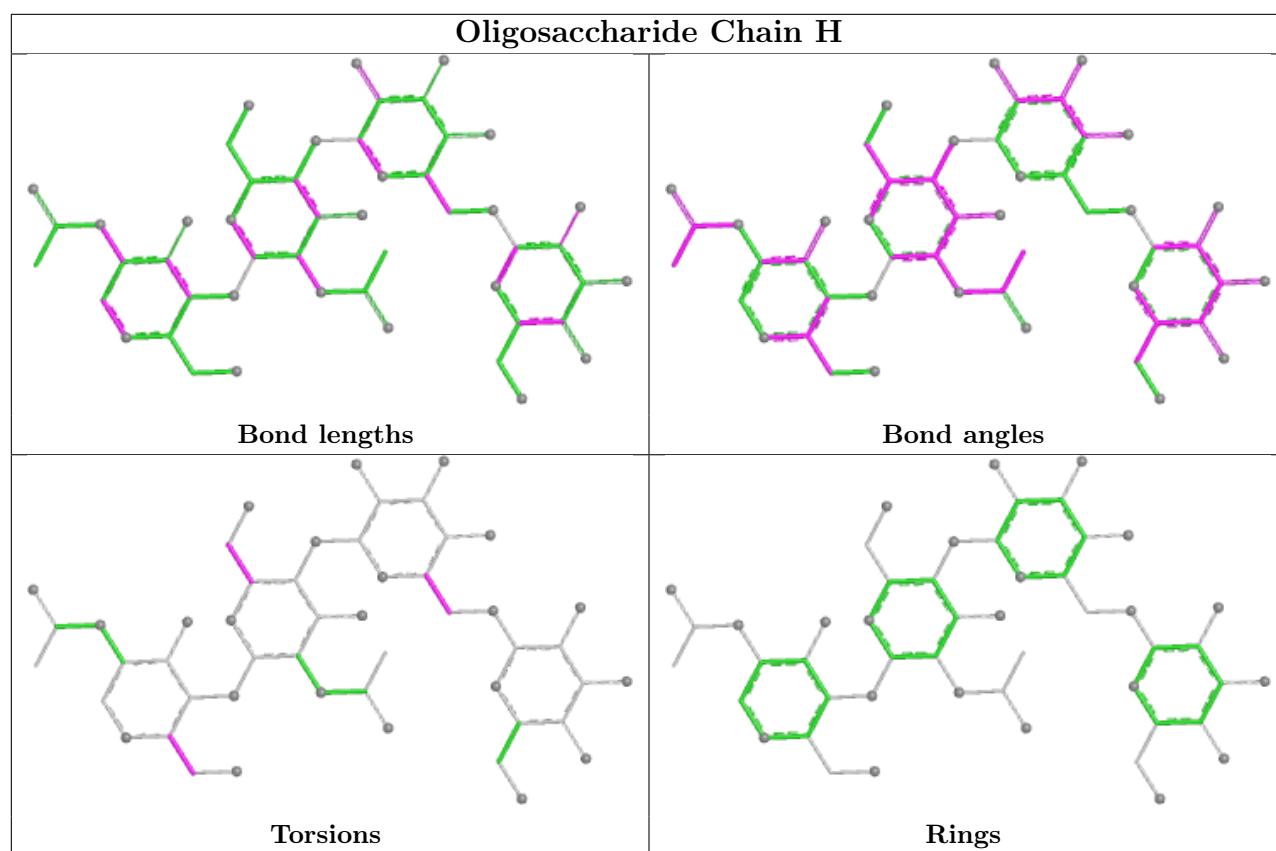 Oligosaccharide Chain H
Bond lengths
Bond angles
Torsions
Rings